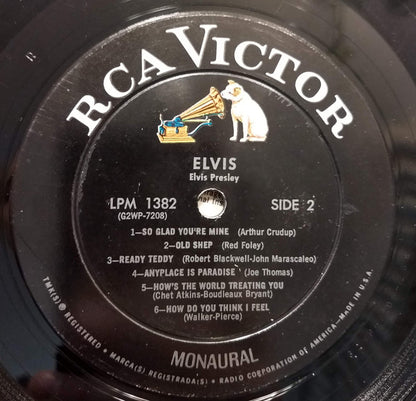 RCA VICTOR
ELVIS
Elvis Presley
LPM 1382
(G2WP-7208)
SIDE 2
1—SO GLAD YOU'RE MINE (Arthur Crudup)
2—OLD SHEP (Red Foley)
3—READY TEDDY (Robert Blackwell-John Marascaleo)
4—ANYPLACE IS PARADISE (Joe Thomas)
5—HOW'S THE WORLD TREATING YOU
(Chet Atkins-Boudleaux Bryant)
6—HOW DO YOU THINK I FEEL
(Walker-Pierce)
MONAURAL
TMK(S) ® REGISTERED • MARCA(S) REGISTRADA(S) • RADIO CORPORATION OF AMERICA—MADE IN U.S.A.